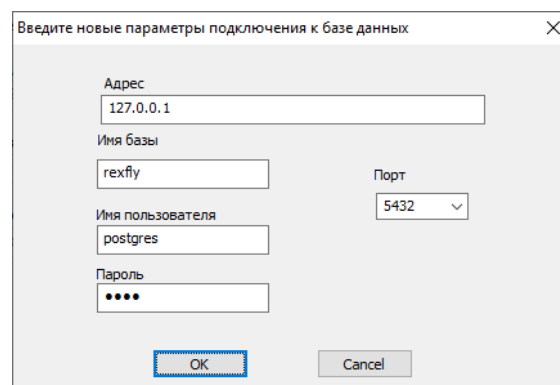 Введите новые параметры подключения к базе данных
Адрес
127.0.0.1
Имя базы
rexfly
Порт
5432
Имя пользователя
postgres
Пароль
••••
OK
Cancel